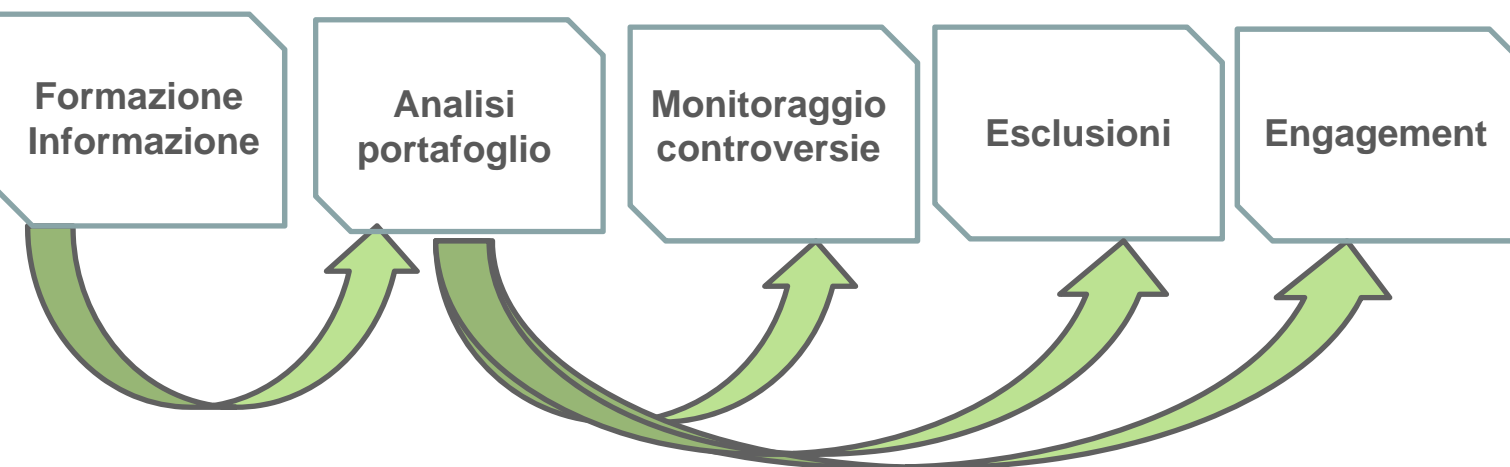 Formazione
Informazione
Analisi
portafoglio
Monitoraggio
controversie
Esclusioni
Engagement